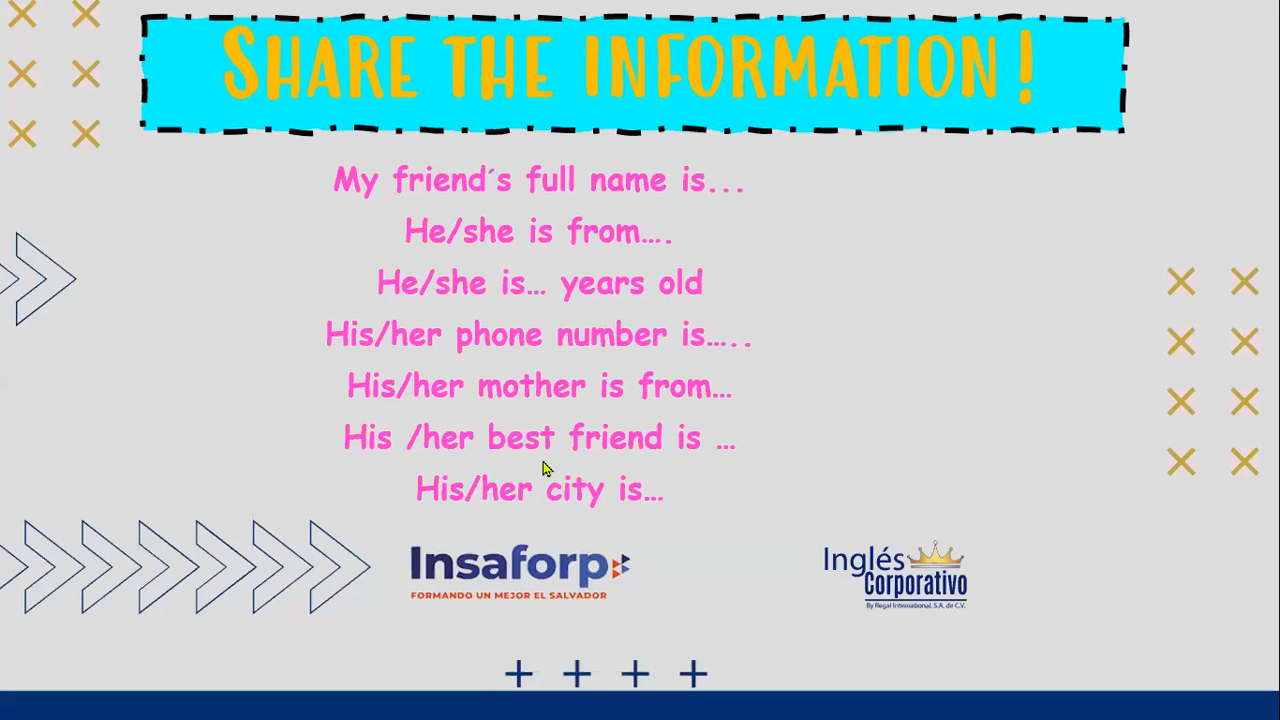 SHARE THE INFORMATION!
My friend´s full name is...
He/she is from….
He/she is… years old
His/her phone number is…..
His/her mother is from…
His /her best friend is …
His/her city is…
Insaforp
FORMANDO UN MEJOR EL SALVADOR
Inglés
Corporativo
By Regal International, S.A. de C.V.